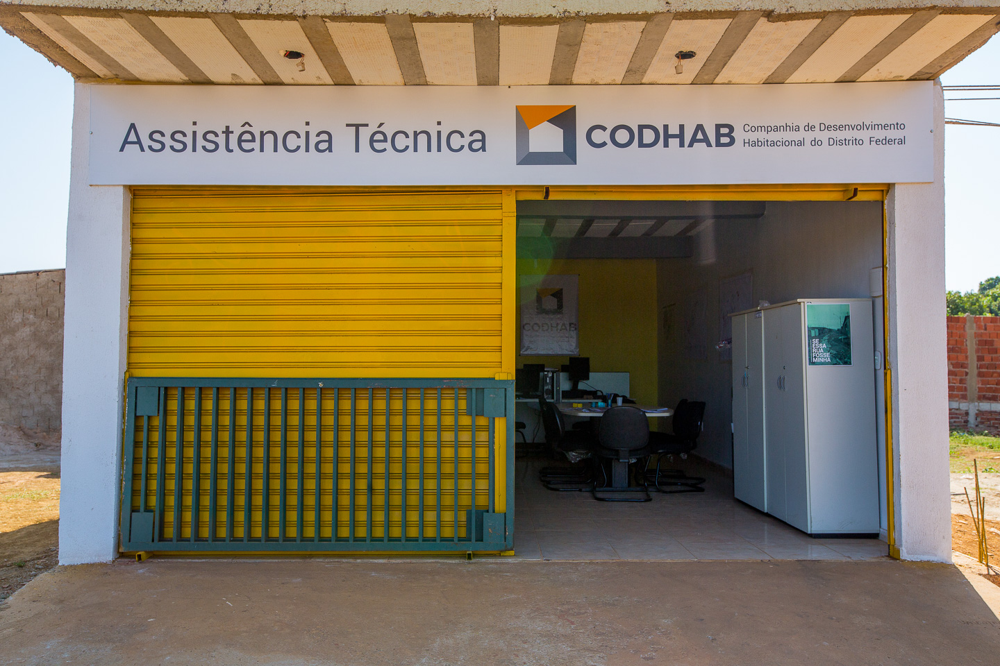 Assistência Técnica
CODHAB
Companhia de Desenvolvimento
Habitacional do Distrito Federal
CODHAB
SE
ESSA
RUA
FOSSE
MINHA